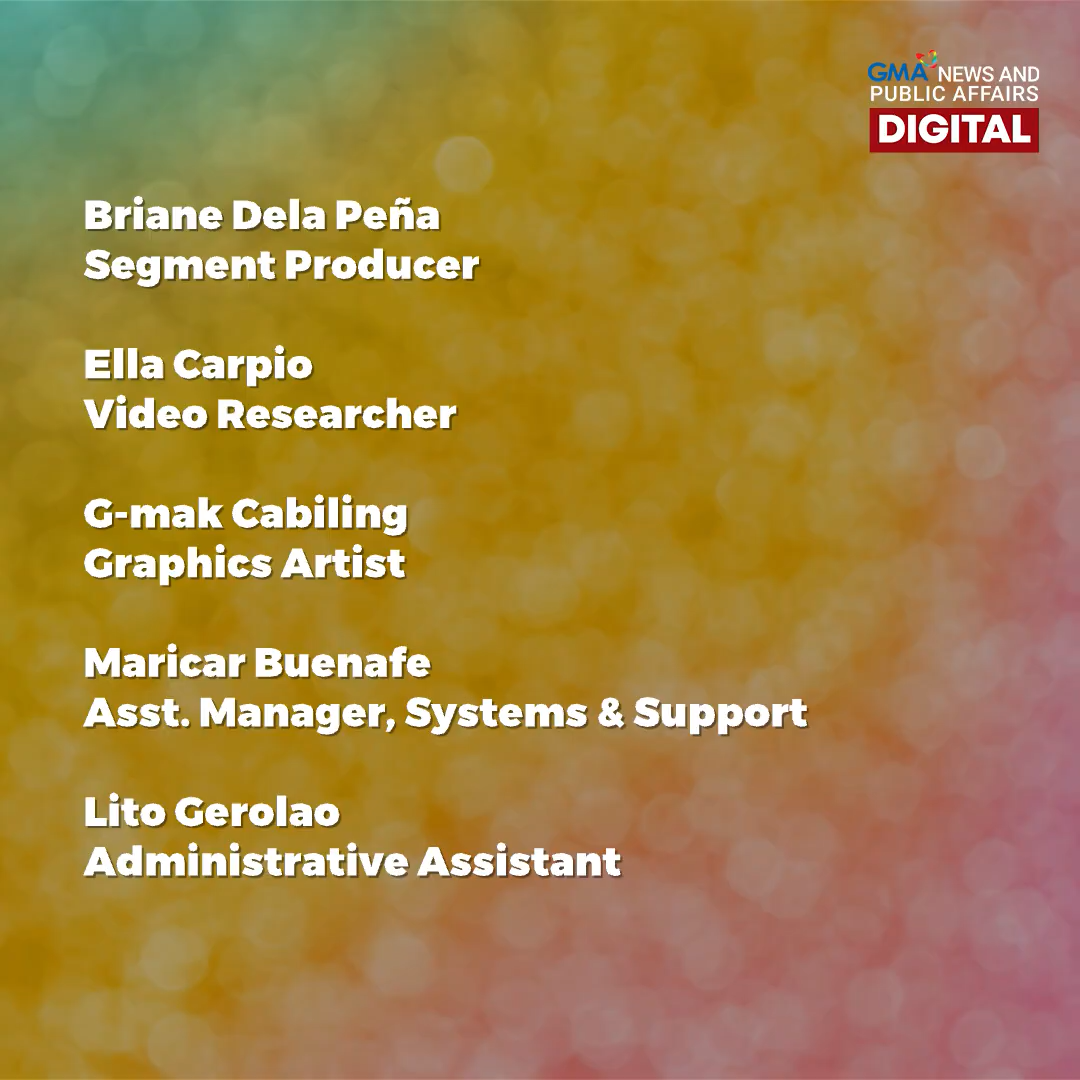 GMA NEWS AND
PUBLIC AFFAIRS
DIGITAL
Briane Dela Peña
Segment Producer
Ella Carpio
Video Researcher
G-mak Cabiling
Graphics Artist
Maricar Buenafe
Asst. Manager, Systems & Support
Lito Gerolao
Administrative Assistant